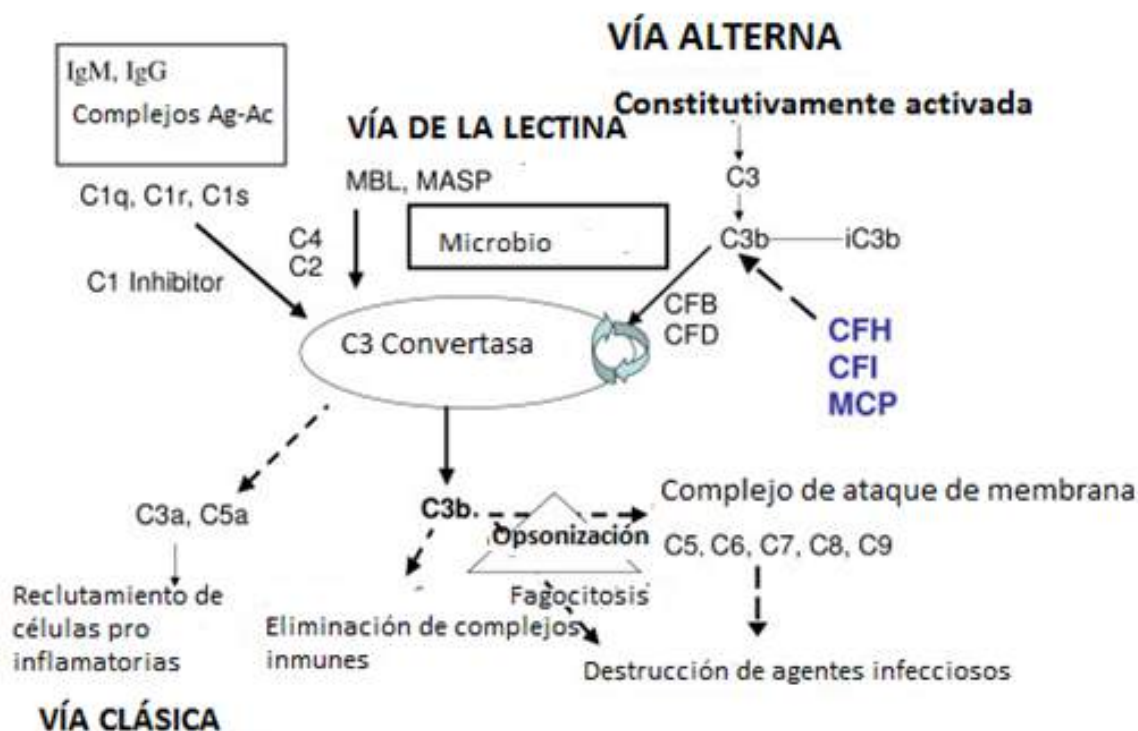 VÍA ALTERNA
IgM, IgG
Complejos Ag-Ac
Constitutivamente activada
VÍA DE LA LECTINA
C3
MBL, MASP
C1q, C1r, C1s
Microbio
C3b
iC3b
C4
C2
C1 Inhibitor
CFB
CFD
CFH
CFI
MCP
C3 Convertasa
C3a, C5a
C3b
Opsonización
Complejo de ataque de membrana
C5, C6, C7, C8, C9
Fagocitosis
Reclutamiento de
células pro
inflamatorias
Eliminación de complejos
inmunes
Destrucción de agentes infecciosos
VÍA CLÁSICA